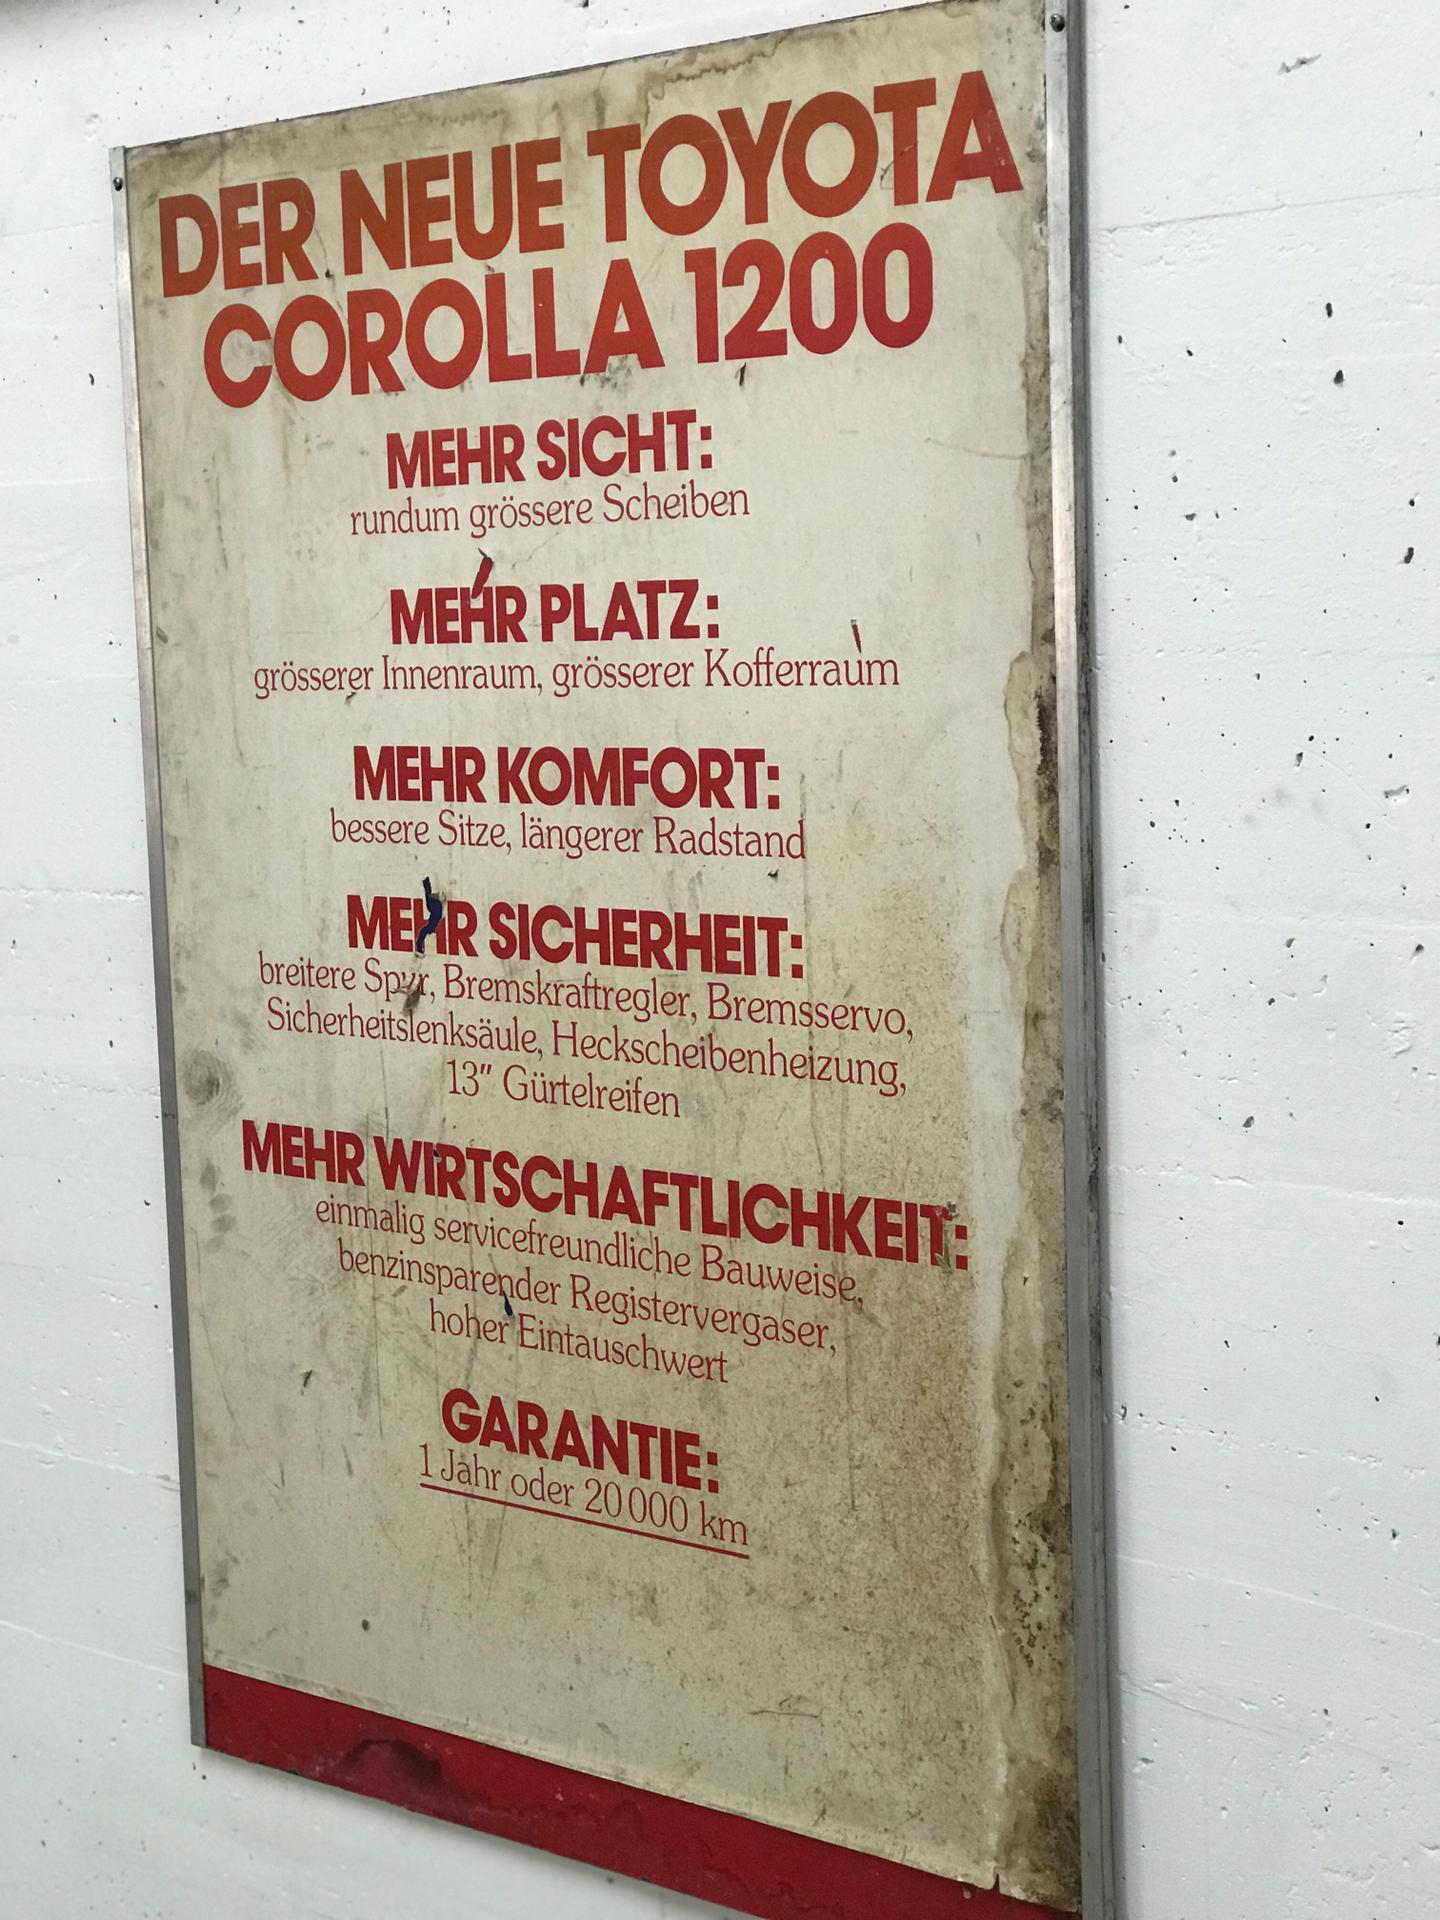 DER NEUE TOYOTA
COROLLA 1200
MEHR SICHT:
rundum grössere Scheiben
MEHR PLATZ:
grösserer Innenraum, grösserer Kofferraum
MEHR KOMFORT:
bessere Sitze, längerer Radstand
MEHR SICHERHEIT:
breitere Spur, Bremskraftregler, Bremsservo,
Sicherheitslenksäule, Heckscheibenheizung,
13" Gürtelreifen
MEHR WIRTSCHAFTLICHKEIT:
einmalig servicefreundliche Bauweise,
benzinsparender Registervergaser,
hoher Eintauschwert
GARANTIE:
1 Jahr oder 20 000 km